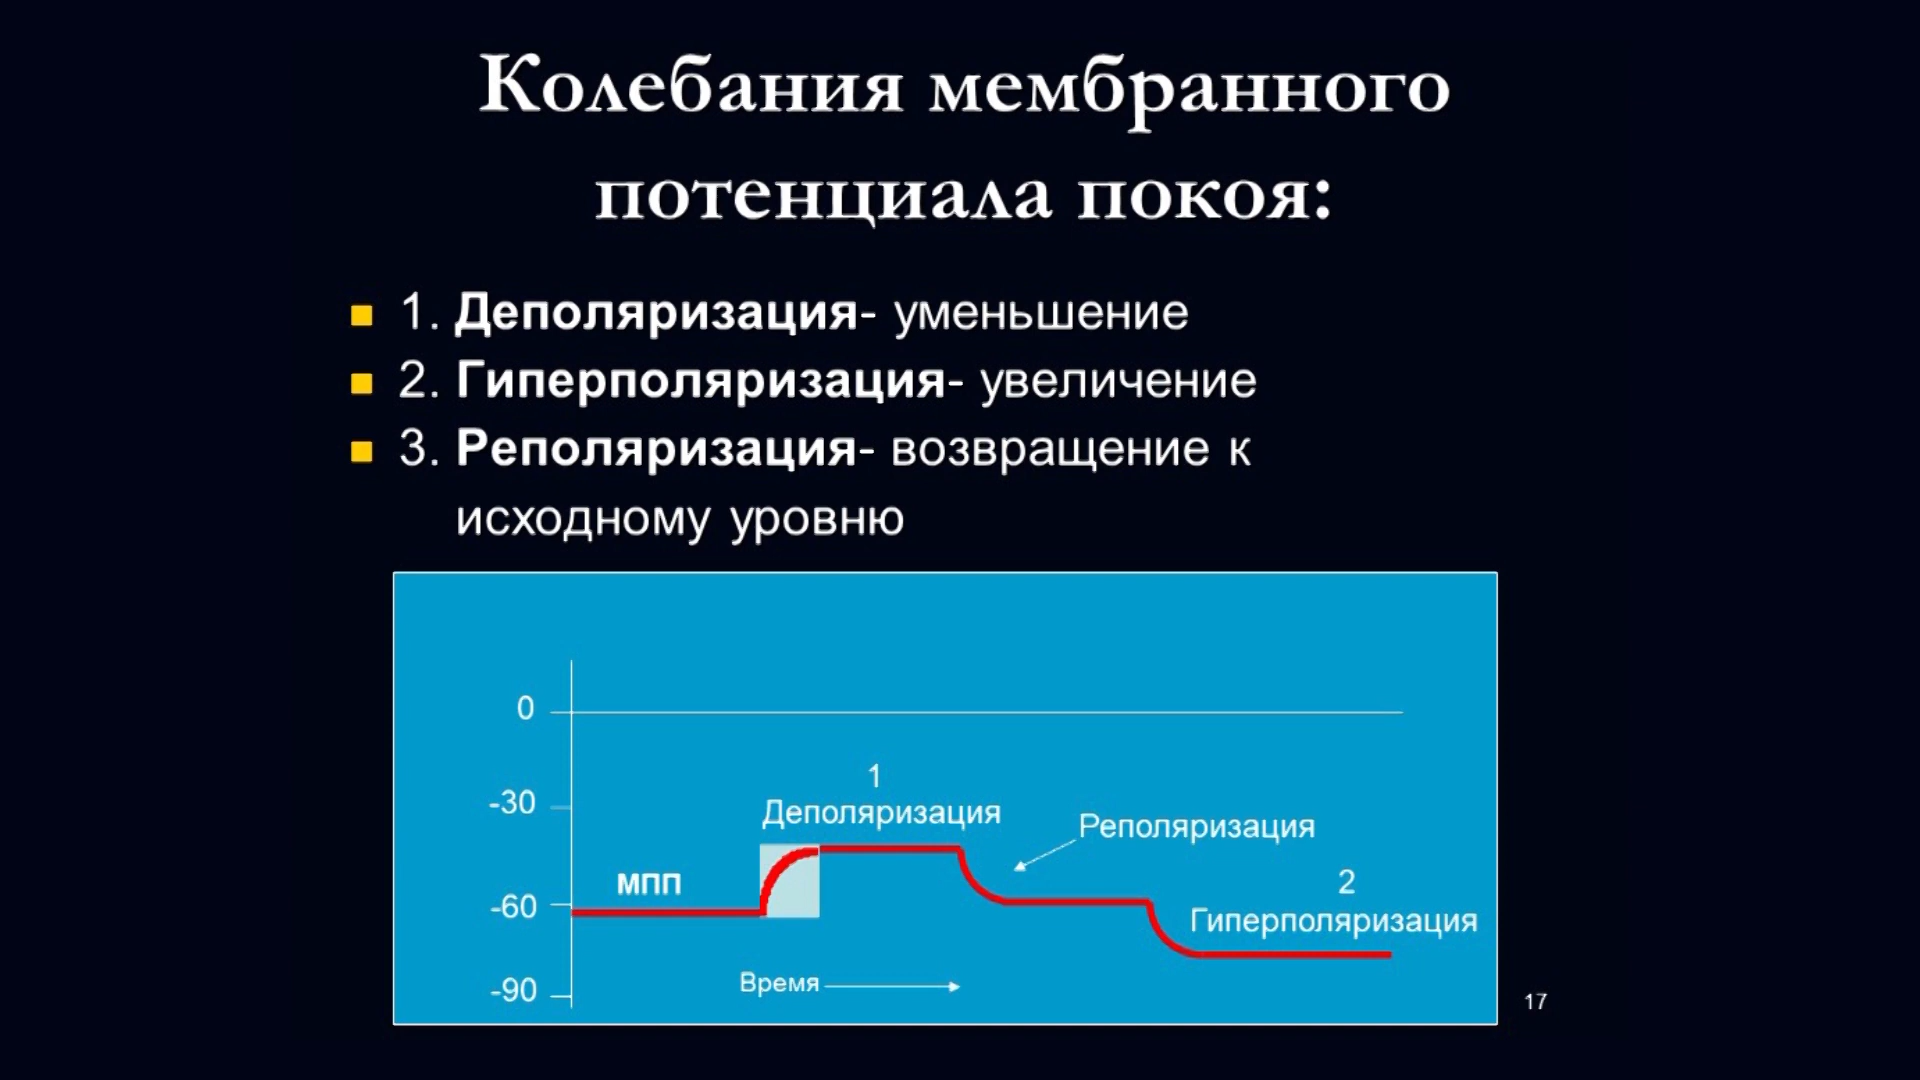 Колебания мембранного
потенциала покоя:
1. Деполяризация- уменьшение
2. Гиперполяризация- увеличение
3. Реполяризация- возвращение к
исходному уровню
0
-30
-60
-90
МПП
1
Деполяризация
Реполяризация
2
Гиперполяризация
Время
17